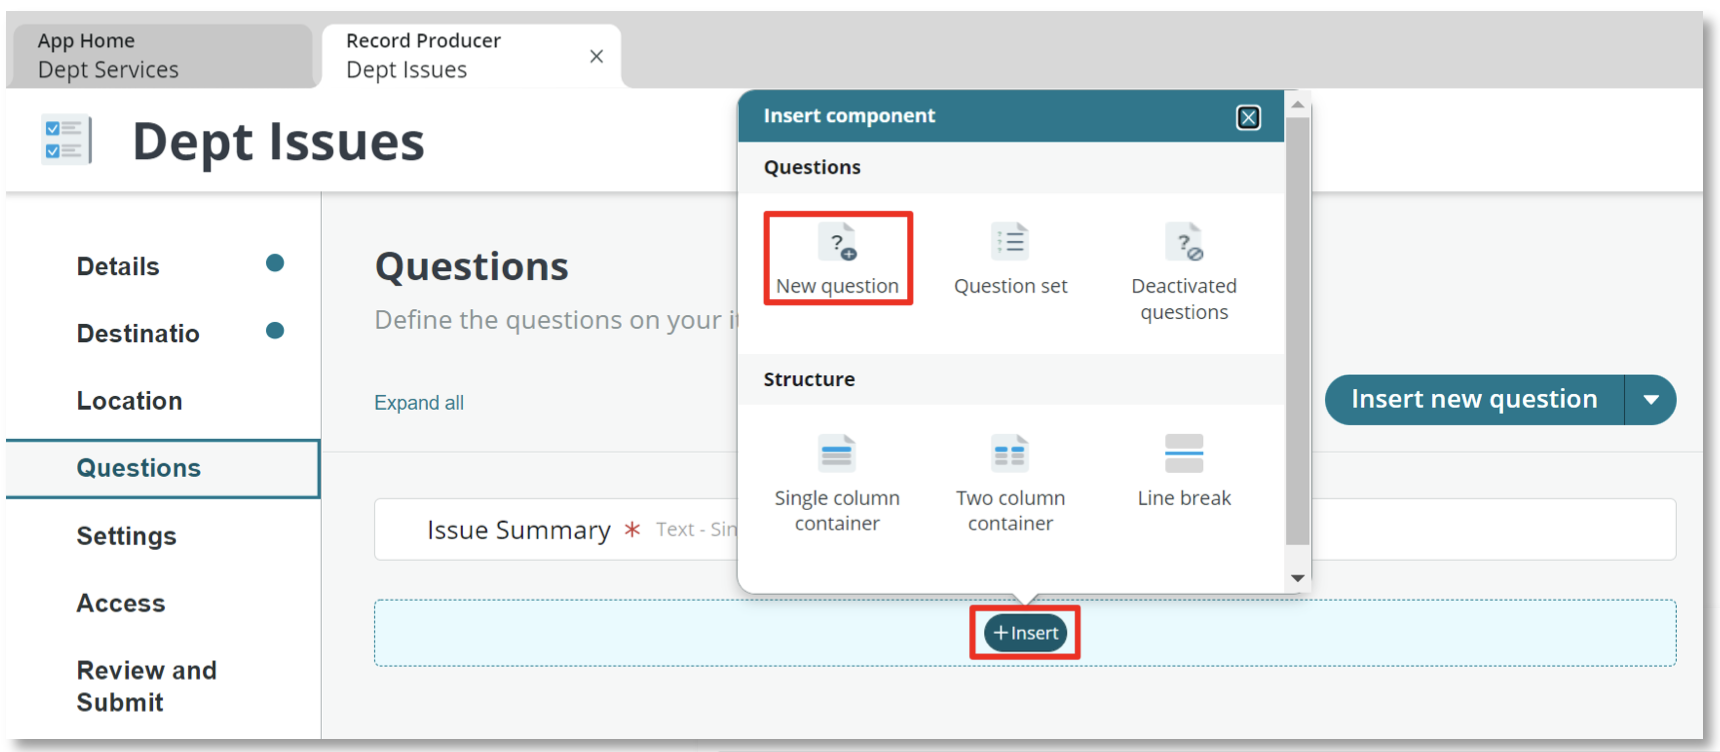 App Home
Dept Services
Record Producer
Dept Issues
Dept Issues
Details
Destinatio
Location
Questions
Settings
Access
Review and
Submit
Questions
Define the questions on your
Expand all
Insert new question
Issue Summary * Text - Sin
+ Insert
Insert component
Questions
New question
Question set
Deactivated
questions
Structure
Single column
container
Two column
container
Line break